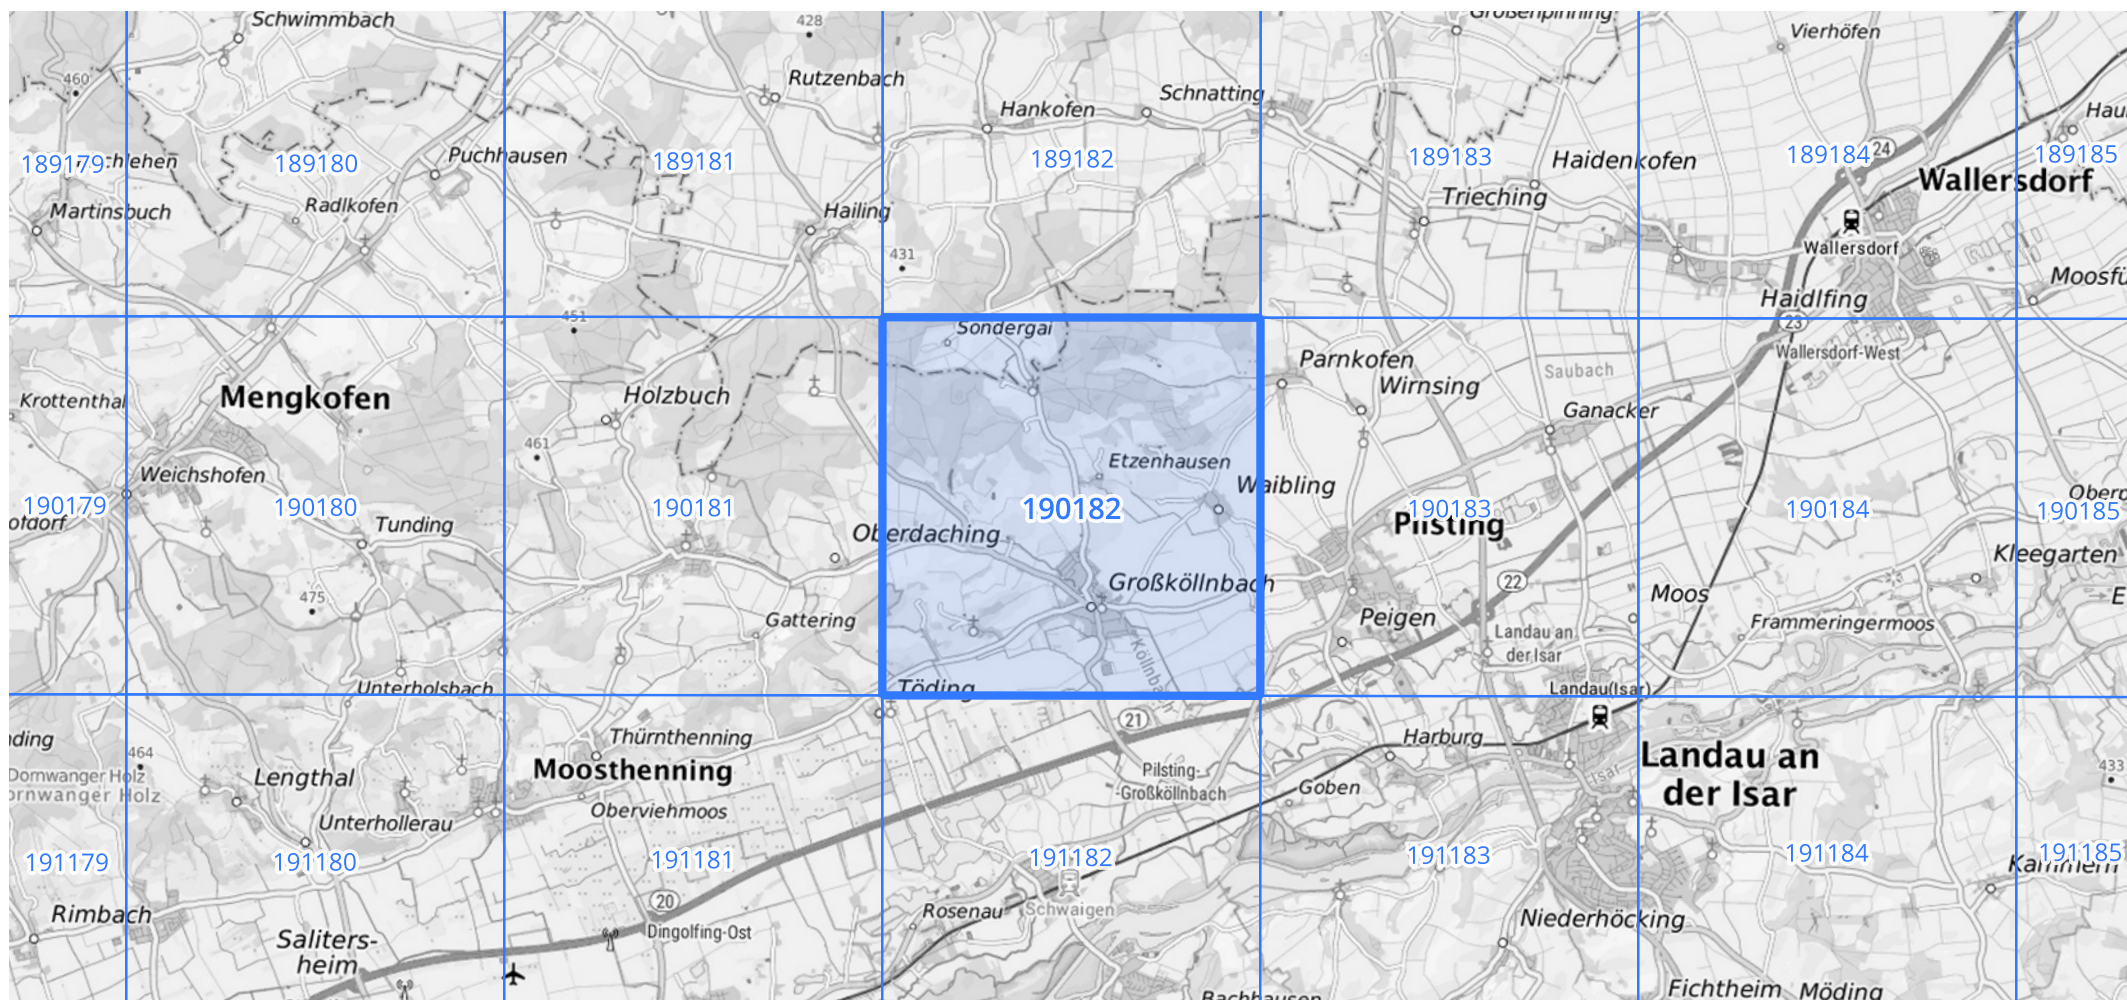 Schwimmbach
428
Großenpinning
Vierhöfen
460
Rutzenbach
Hankofen
Schnatting
189179
189180
Puchhausen
189181
189182
189183
Haidenkofen
189184
24
189185
Wallersdorf
Martinsbuch
Radlkofen
Hailing
Trieching
431
Wallersdorf
Haidlfing
451
Sondergai
23
Wallersdorf-West
Krottenthal
Mengkofen
Holzbuch
Parnkofen
Wirnsing
Saubach
Ganacker
461
Etzenhausen
Weichshofen
Waibling
190179
190180
190181
190182
190183
190184
190185
Tunding
Oberdaching
Pilsting
Kleegarten
475
Großköllnbach
22
Moos
Gattering
Peigen
Landau an
der Isar
Frammeringermoos
Köllnbach
Unterholsbach
Töding
Landau(Isar)
21
Thürnthenning
Harburg
464
Lengthal
Moosthenning
Pilsting-
-Großköllnbach
Goben
Isar
Landau an
der Isar
433
Oberviehmoos
Unterhollerau
191179
191180
191181
191182
191183
191184
191185
Kammern
Rimbach
20
Dingolfing-Ost
Rosenau
Schwaigen
Niederhöcking
Saliters-
heim
Bachhausen
Fichtheim
Möding